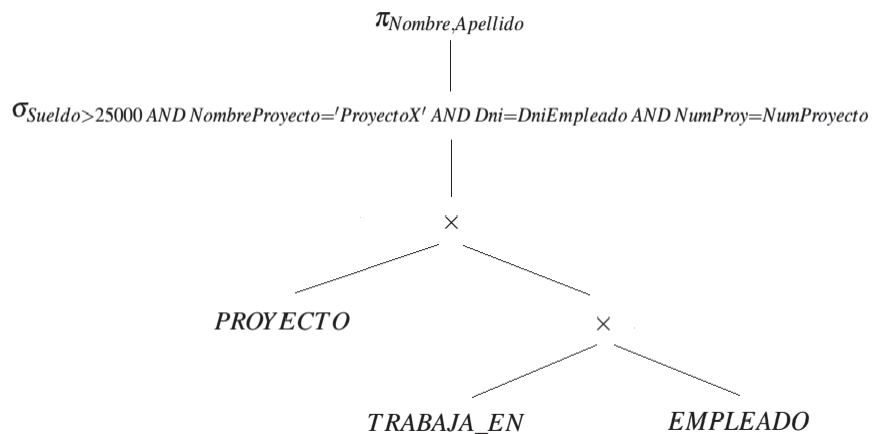 πNombre,Apellido
σSueldo>25000 AND NombreProyecto='ProyectoX' AND Dni=DniEmpleado AND NumProy=NumProyecto
×
PROYECTO ×
TRABAJA_EN EMPLEADO